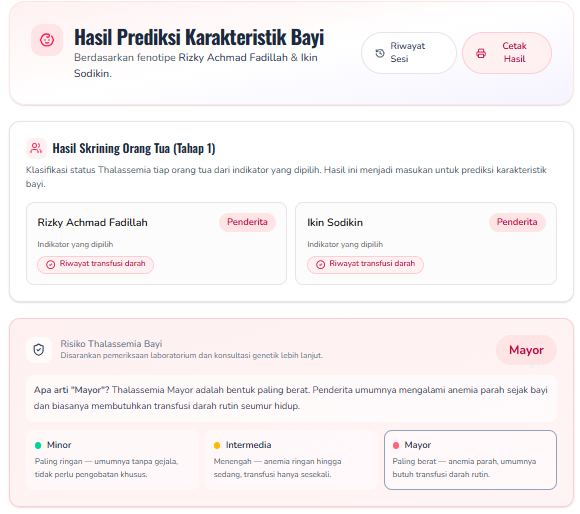 Hasil Prediksi Karakteristik Bayi
Berdasarkan fenotipe Rizky Achmad Fadillah & Ikin
Sodikin.
Riwayat
Sesi
Cetak
Hasil
Hasil Skrining Orang Tua (Tahap 1)
Klasifikasi status Thalassemia tiap orang tua dari indikator yang dipilih. Hasil ini menjadi masukan untuk prediksi karakteristik
bayi.
Rizky Achmad Fadillah
Penderita
Indikator yang dipilih
Riwayat transfusi darah
Ikin Sodikin
Penderita
Indikator yang dipilih
Riwayat transfusi darah
Risiko Thalassemia Bayi
Disarankan pemeriksaan laboratorium dan konsultasi genetik lebih lanjut.
Mayor
Apa arti "Mayor"? Thalassemia Mayor adalah bentuk paling berat. Penderita umumnya mengalami anemia parah sejak bayi
dan biasanya membutuhkan transfusi darah rutin seumur hidup.
Minor
Paling ringan — umumnya tanpa gejala,
tidak perlu pengobatan khusus.
Intermedia
Menengah — anemia ringan hingga
sedang, transfusi hanya sesekali.
Mayor
Paling berat — anemia parah, umumnya
butuh transfusi darah rutin.